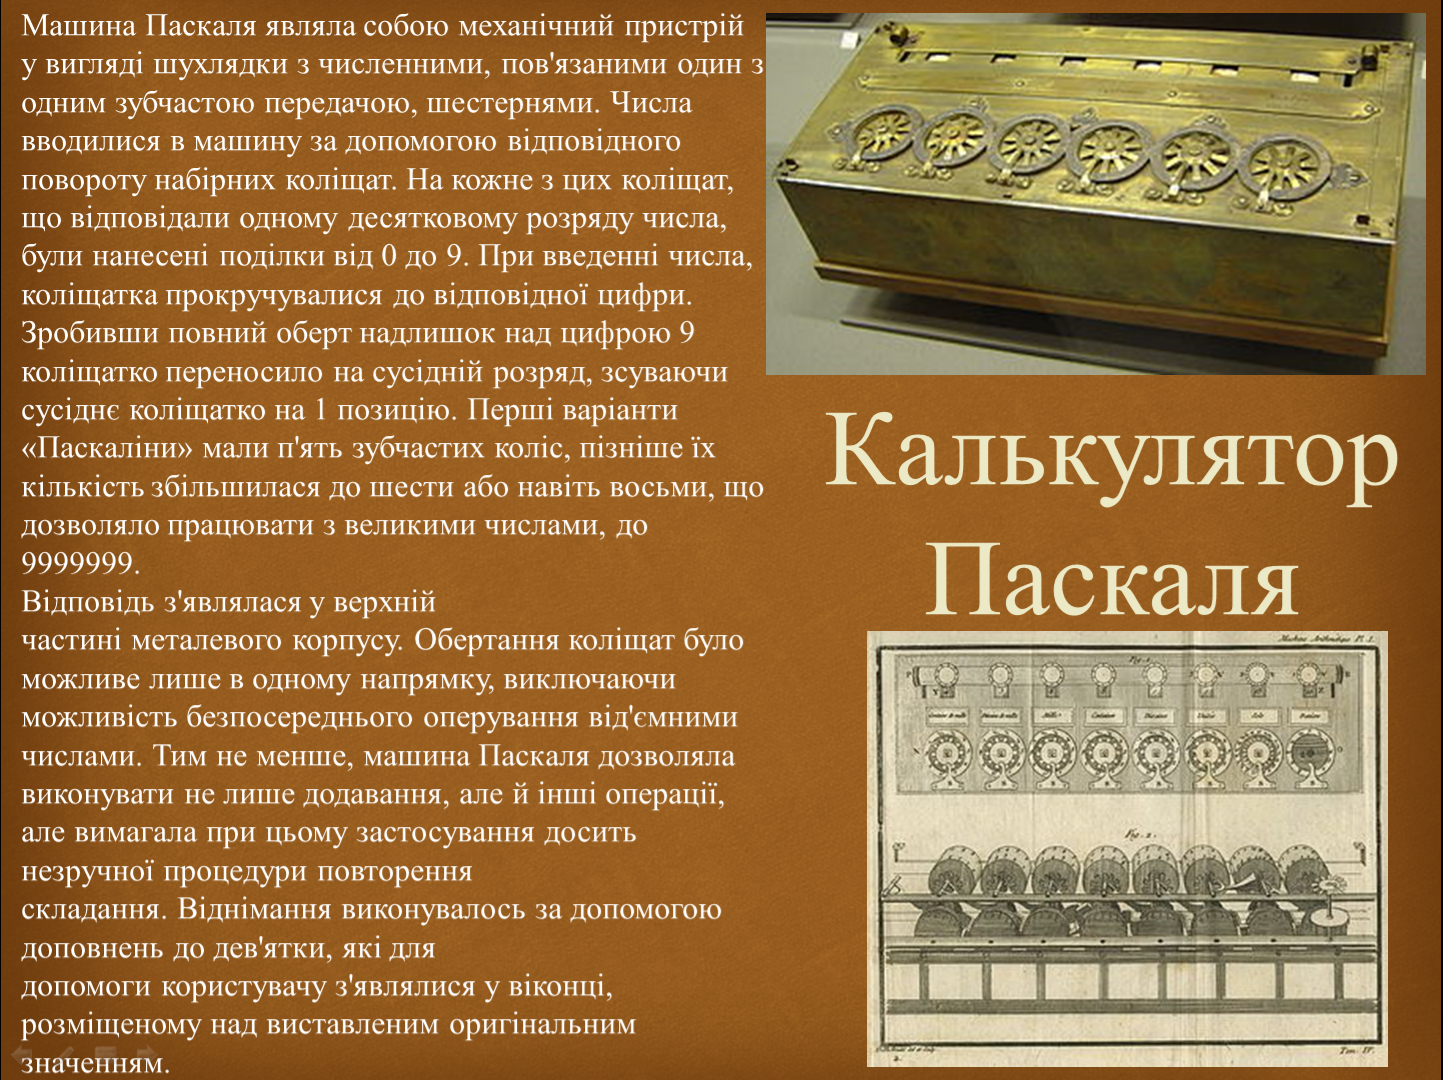 Машина Паскаля являла собою механічний пристрій
у вигляді шухлядки з численними, пов'язаними один з
одним зубчастою передачою, шестернями. Числа
вводилися в машину за допомогою відповідного
повороту набірних коліщат. На кожне з цих коліщат,
що відповідали одному десятковому розряду числа,
були нанесені поділки від 0 до 9. При введенні числа,
коліщатка прокручувалися до відповідної цифри.
Зробивши повний оберт надлишок над цифрою 9
коліщатко переносило на сусідній розряд, зсуваючи
сусіднє коліщатко на 1 позицію. Перші варіанти
«Паскаліни» мали п'ять зубчастих коліс, пізніше їх
кількість збільшилася до шести або навіть восьми, що
дозволяло працювати з великими числами, до
9999999.
Відповідь з'являлася у верхній
частині металевого корпусу. Обертання коліщат було
можливе лише в одному напрямку, виключаючи
можливість безпосереднього оперування від'ємними
числами. Тим не менше, машина Паскаля дозволяла
виконувати не лише додавання, але й інші операції,
але вимагала при цьому застосування досить
незручної процедури повторення
складання. Віднімання виконувалось за допомогою
доповнень до дев'ятки, які для
допомоги користувачу з'являлися у віконці,
розміщеному над виставленим оригінальним
значенням.
Калькулятор
Паскаля
Fig. 1.
Fig. 2.
Tom. IV.